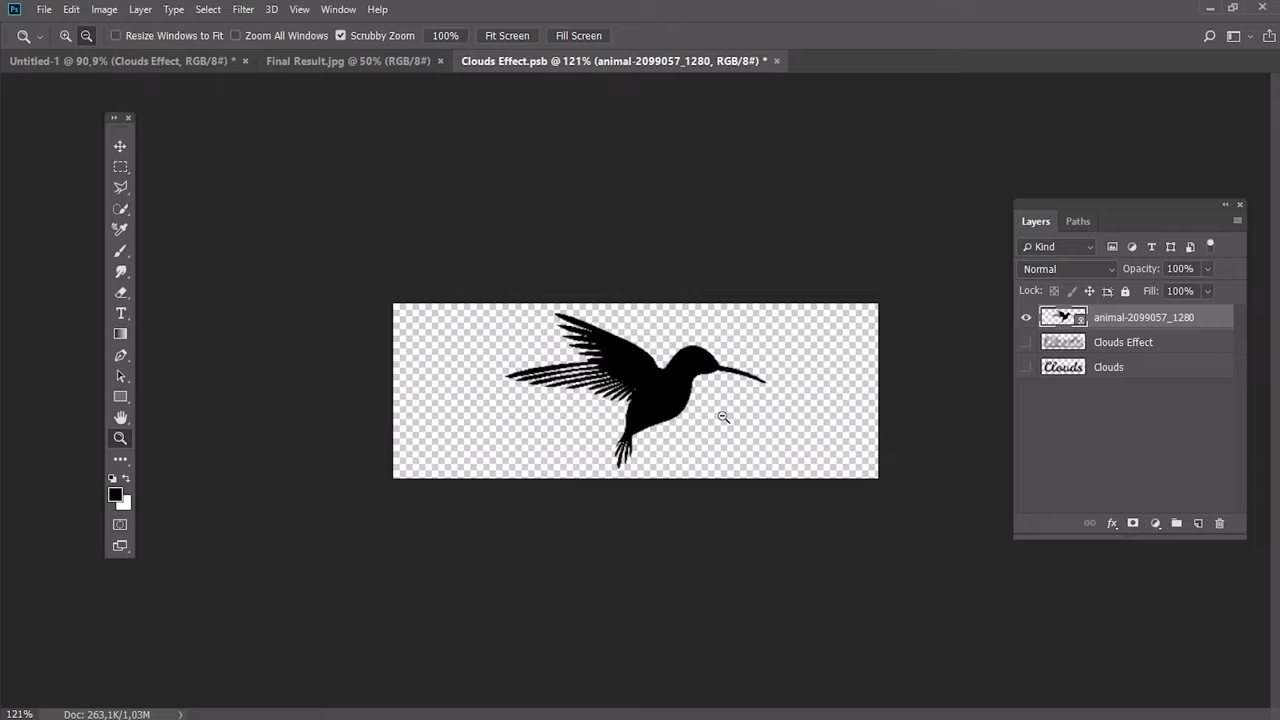 Ps File Edit Image Layer Type Select Filter 3D View Window Help
Resize Windows to Fit Zoom All Windows Scrubby Zoom 100% Fit Screen Fill Screen
Untitled-1 @ 90,9% (Clouds Effect, RGB/8#) * × Final Result.jpg @ 50% (RGB/8#) × Clouds Effect.psb @ 121% (animal-2099057_1280, RGB/8#) * ×
Layers Paths
Kind
Normal Opacity: 100%
Lock: Fill: 100%
animal-2099057_1280
Clouds Effect
Clouds Clouds
121% Doc: 263,1K/1,03M